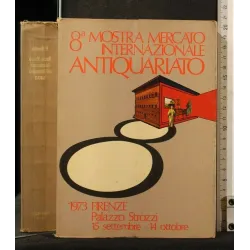 8ª MOSTRA MERCATO
INTERNAZIONALE
ANTIQUARIATO
1973 FIRENZE
Palazzo Strozzi
15 settembre - 14 ottobre